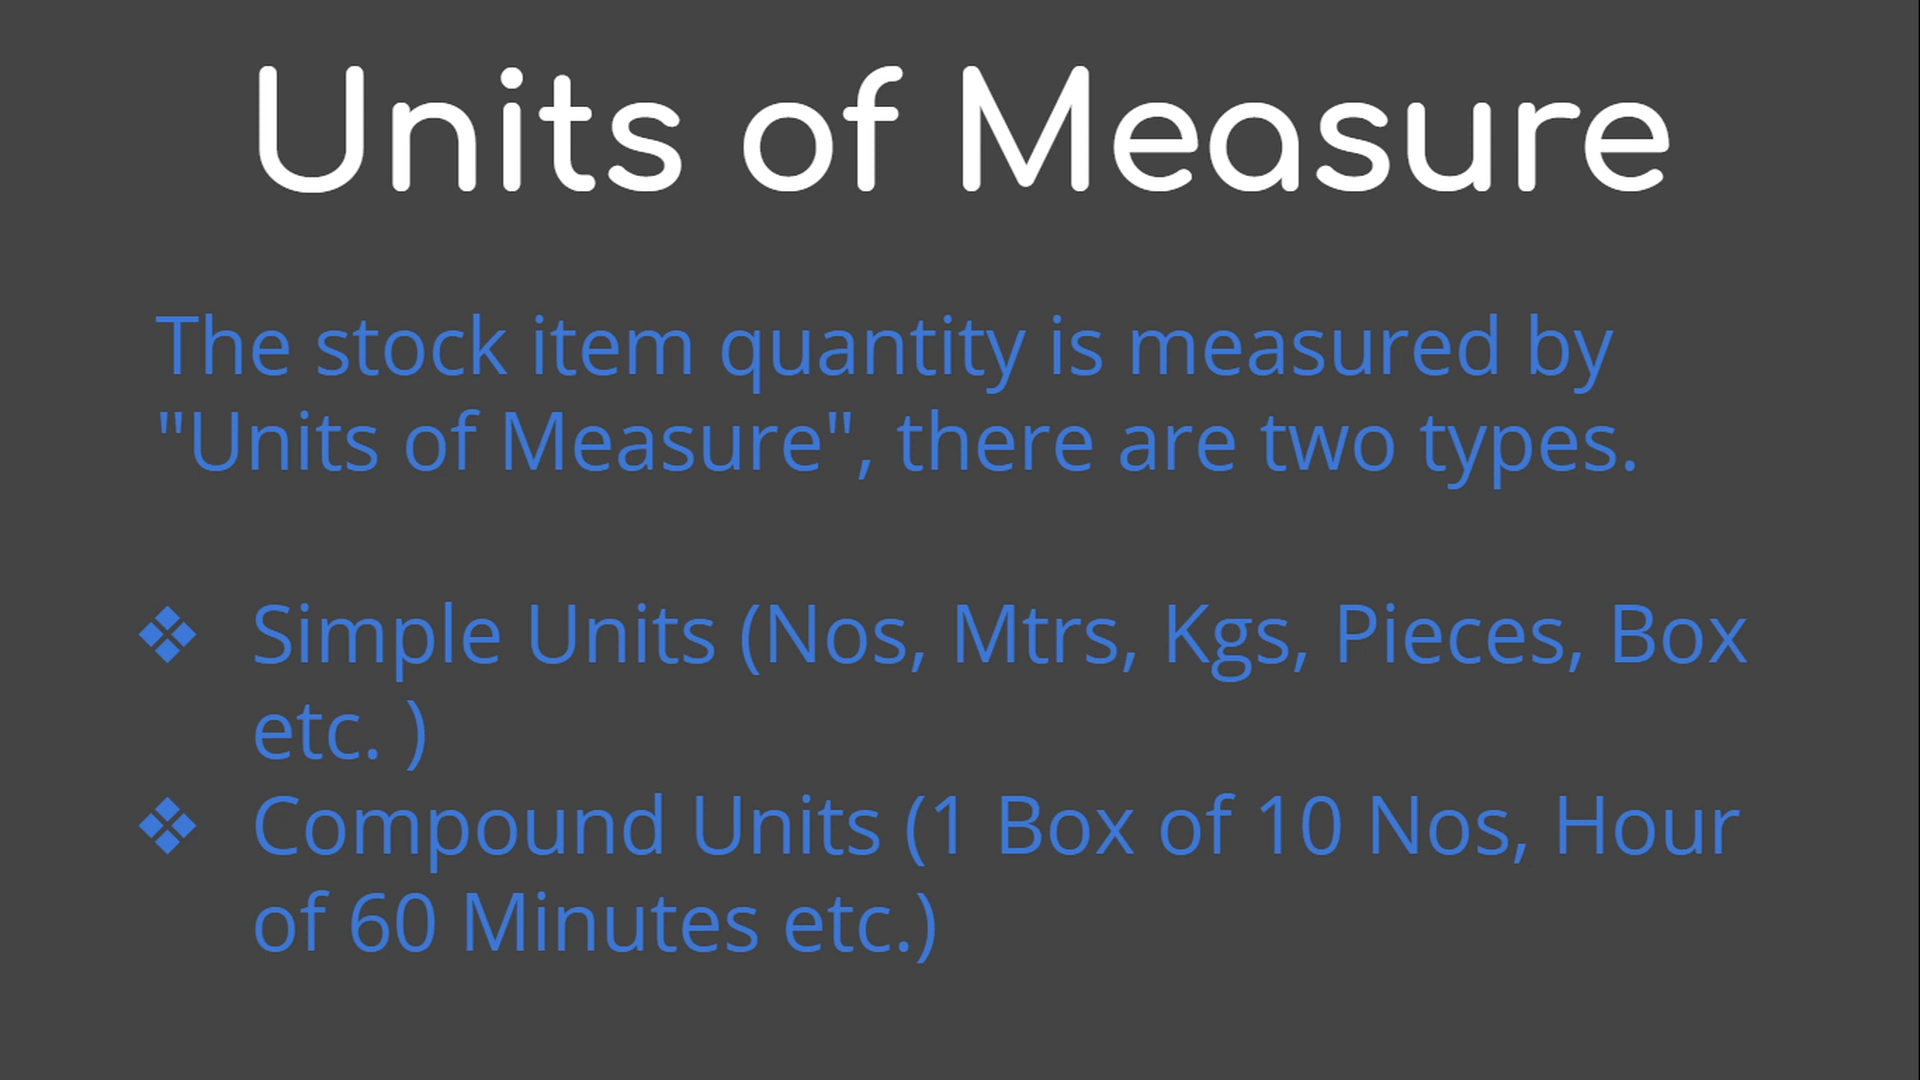 Units of Measure
The stock item quantity is measured by
"Units of Measure", there are two types.
❖ Simple Units (Nos, Mtrs, Kgs, Pieces, Box
etc. )
❖ Compound Units (1 Box of 10 Nos, Hour
of 60 Minutes etc.)